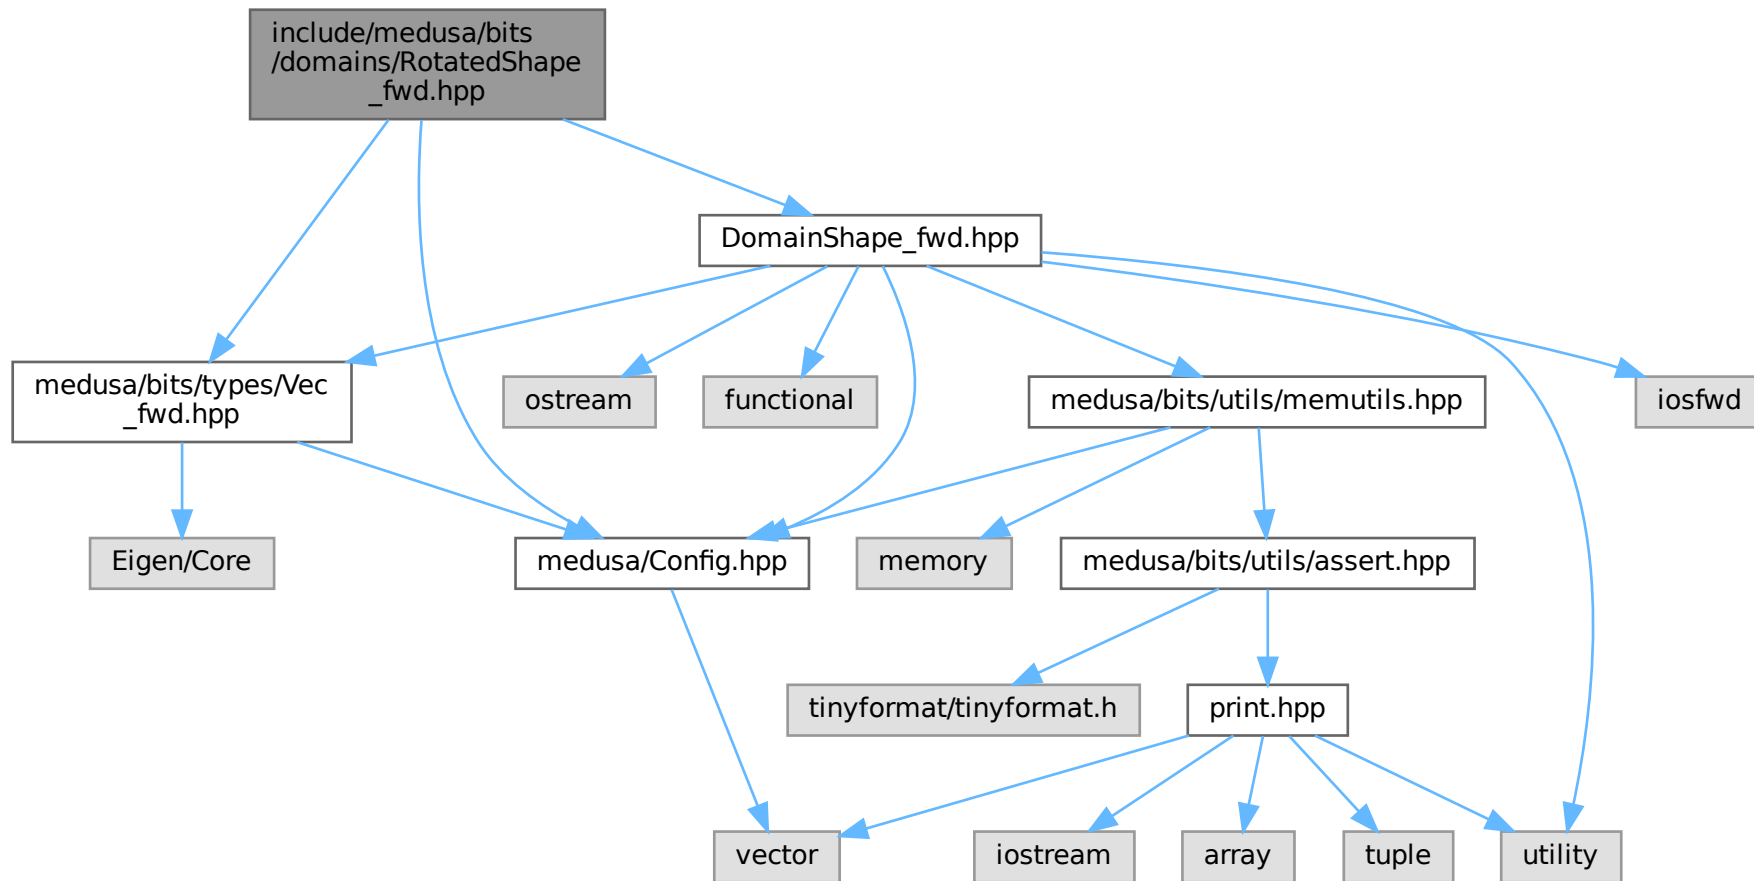 include/medusa/bits
/domains/RotatedShape
_fwd.hpp
DomainShape_fwd.hpp
medusa/bits/types/Vec
_fwd.hpp
ostream
functional
medusa/bits/utils/memutils.hpp
iosfwd
Eigen/Core
medusa/Config.hpp
memory
medusa/bits/utils/assert.hpp
tinyformat/tinyformat.h
print.hpp
vector
iostream
array
tuple
utility